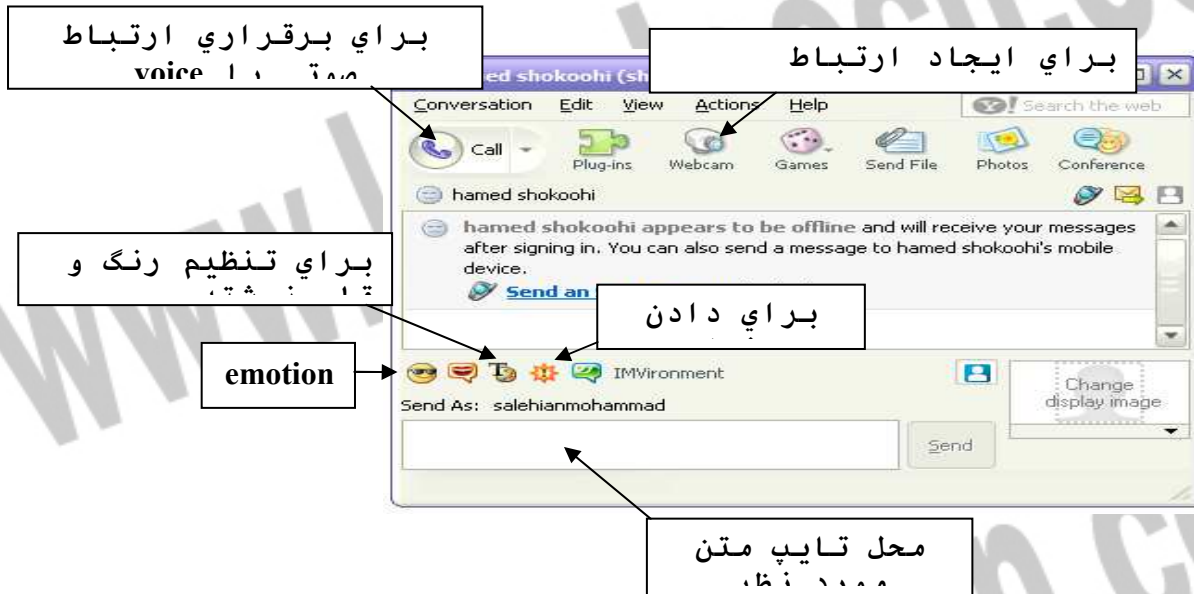 براي برقراري ارتباط
voice
براي ايجاد ارتباط
ed shokoohi (sh
Conversation Edit View Actions Help
Search the web
Call Plug-ins Webcam Games Send File Photos Conference
hamed shokoohi
hamed shokoohi appears to be offline and will receive your messages
after signing in. You can also send a message to hamed shokoohi's mobile
device.
Send an
براي تنظيم رنگ و
براي دادن
emotion
IMVironment
Send As: salehianmohammad
Change
display image
Send
محل تايپ متن
مورد نظر
www